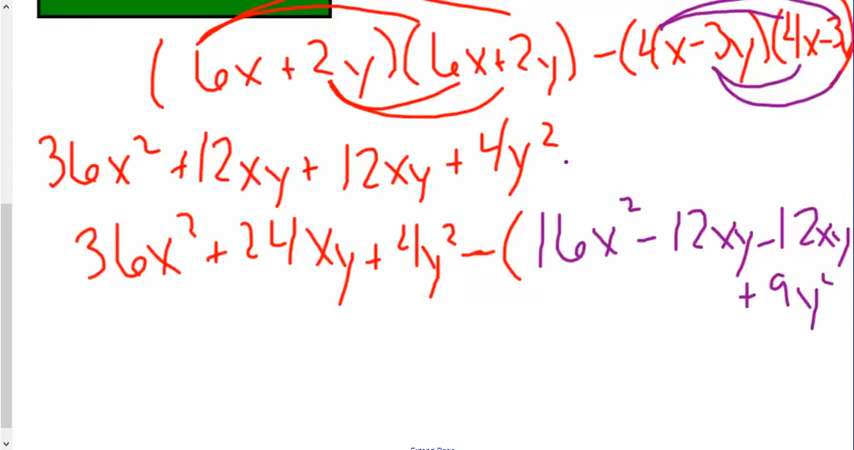 (6x + 2y)(6x + 2y) - (4x - 3y)(4x - 3
36x² + 12xy + 12xy + 4y² .
36x² + 24xy + 4y² - (16x² - 12xy - 12xy
+ 9y²